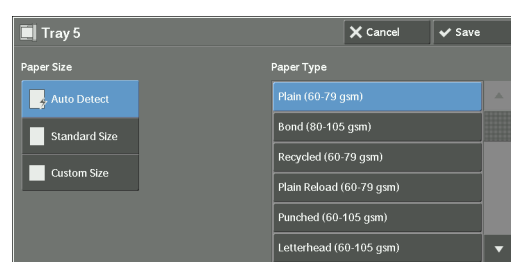 Tray 5
Cancel
Save
Paper Size
Paper Type
Auto Detect
Standard Size
Custom Size
Plain (60-79 gsm)
Bond (80-105 gsm)
Recycled (60-79 gsm)
Plain Reload (60-79 gsm)
Punched (60-105 gsm)
Letterhead (60-105 gsm)